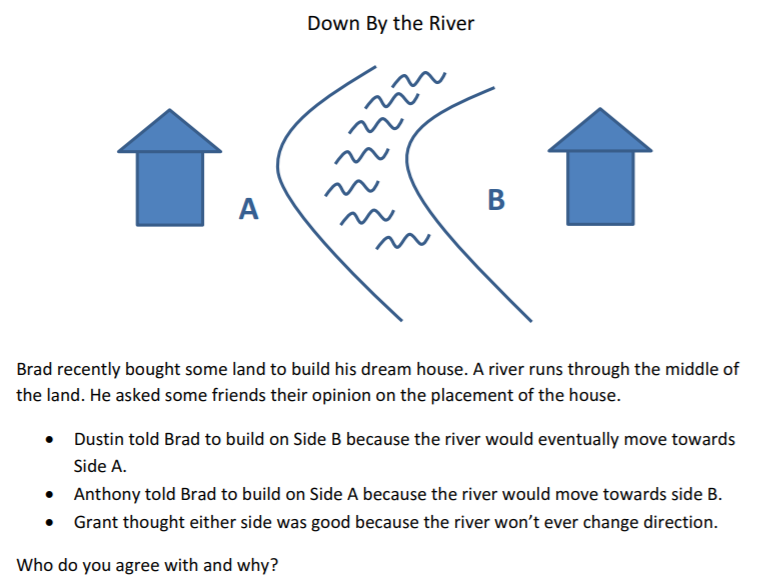 Down By the River
A
B
Brad recently bought some land to build his dream house. A river runs through the middle of
the land. He asked some friends their opinion on the placement of the house.
• Dustin told Brad to build on Side B because the river would eventually move towards
Side A.
• Anthony told Brad to build on Side A because the river would move towards side B.
• Grant thought either side was good because the river won’t ever change direction.
Who do you agree with and why?